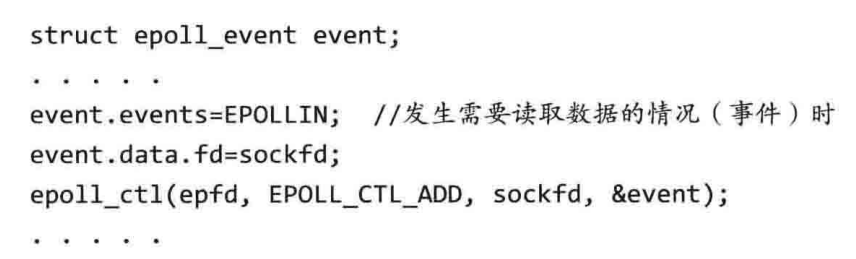 struct epoll_event event;
. . . . .
event.events=EPOLLIN;  //发生需要读取数据的情况（事件）时
event.data.fd=sockfd;
epoll_ctl(epfd, EPOLL_CTL_ADD, sockfd, &event);
. . . . .